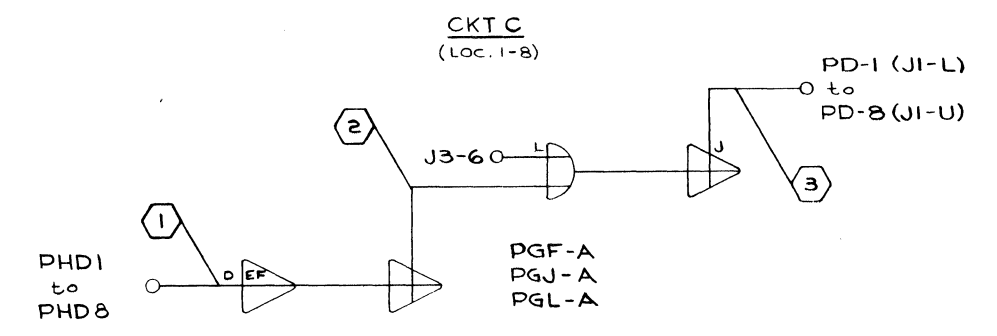 CKT C
(LOC. 1-8)
PD-1 (J1-L)
to
PD-8 (J1-U)
2
J3-6
L
J
3
1
PHD1
to
PHD8
D
EF
PGF-A
PGJ-A
PGL-A